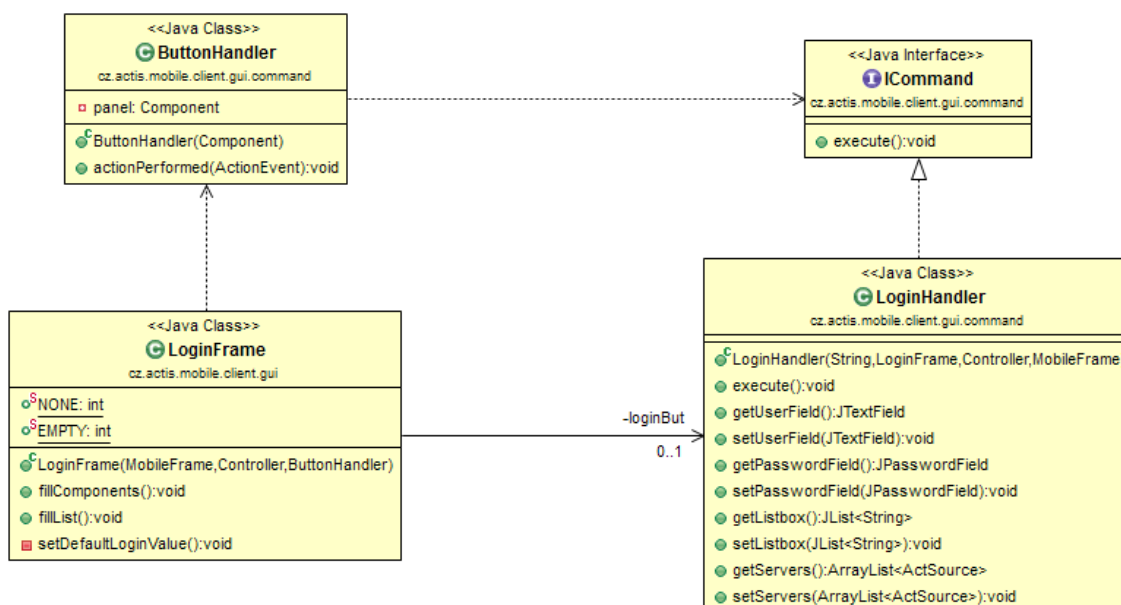 <<Java Class>>
ButtonHandler
cz.actis.mobile.client.gui.command
panel: Component
ButtonHandler(Component)
actionPerformed(ActionEvent):void
<<Java Interface>>
ICommand
cz.actis.mobile.client.gui.command
execute():void
<<Java Class>>
LoginFrame
cz.actis.mobile.client.gui
NONE: int
EMPTY: int
LoginFrame(MobileFrame,Controller,ButtonHandler)
fillComponents():void
fillList():void
setDefaultLoginValue():void
-loginBut
0..1
<<Java Class>>
LoginHandler
cz.actis.mobile.client.gui.command
LoginHandler(String,LoginFrame,Controller,MobileFrame
execute():void
getUserField():JTextField
setUserField(JTextField):void
getPasswordField():JPasswordField
setPasswordField(JPasswordField):void
getListbox():JList<String>
setListbox(JList<String>):void
getServers():ArrayList<ActSource>
setServers(ArrayList<ActSource>):void